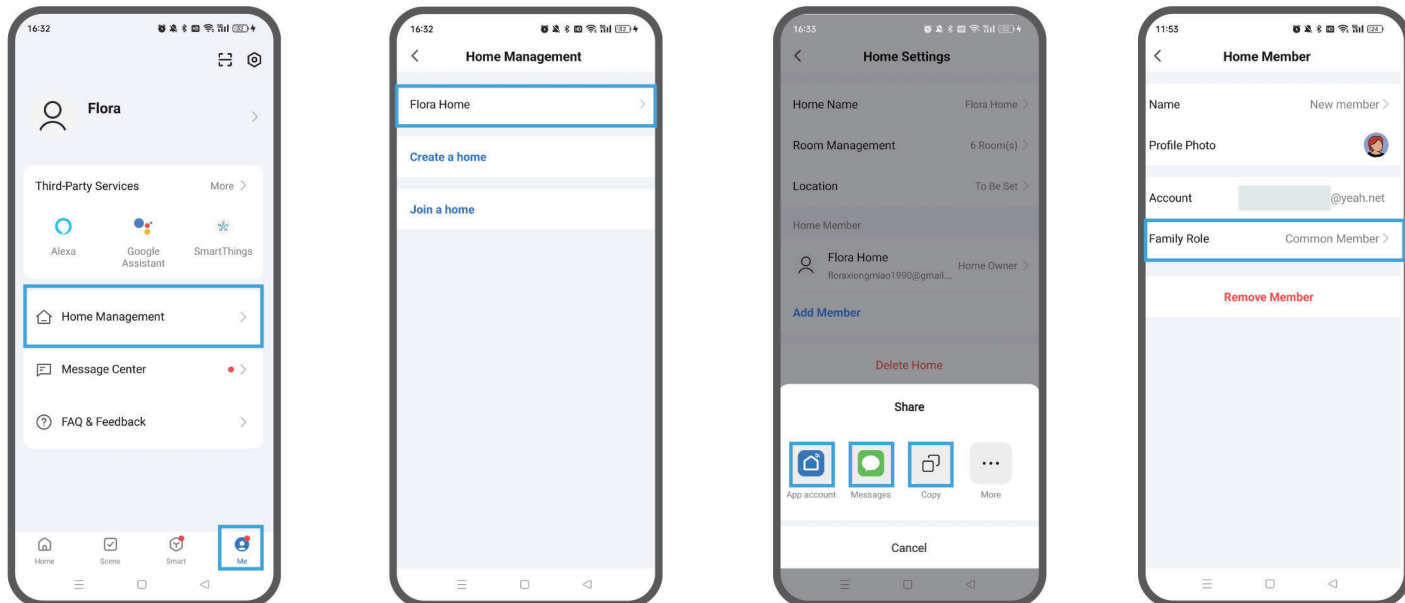 16:32
32
Flora
Third-Party Services
More
Alexa
Google
Assistant
SmartThings
Home Management
Message Center
FAQ & Feedback
Home
Scene
Smart
Me
16:32
32
Home Management
Flora Home
Create a home
Join a home
16:33
32
Home Settings
Home Name
Flora Home
Room Management
6 Room(s)
Location
To Be Set
Home Member
Flora Home
Home Owner
floraxiongmiao1990@gmail....
Add Member
Delete Home
Share
App account
Messages
Copy
More
Cancel
11:53
24
Home Member
Name
New member
Profile Photo
Account
@yeah.net
Family Role
Common Member
Remove Member